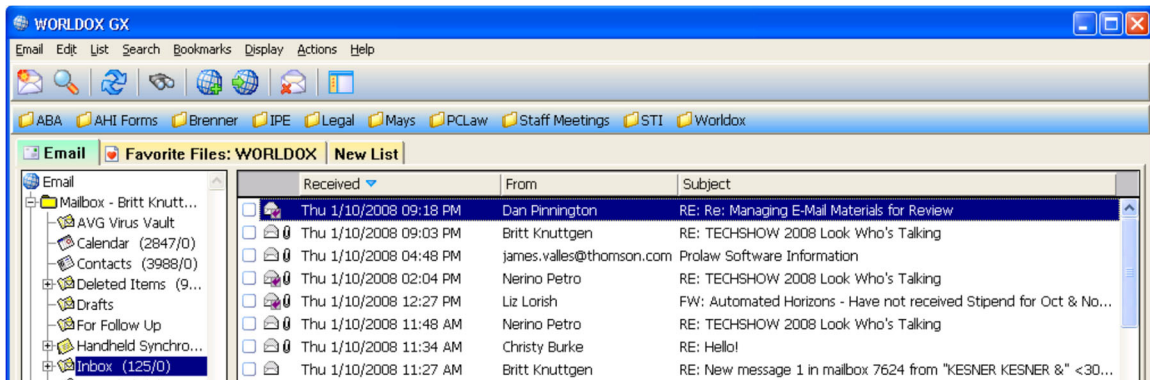 WORLDOX GX
Email Edit List Search Bookmarks Display Actions Help
ABA AHI Forms Brenner IPE Legal Mays PCLaw Staff Meetings STI Worldox
Email Favorite Files: WORLDOX New List
Email
Mailbox - Britt Knutt...
AVG Virus Vault
Calendar (2847/0)
Contacts (3988/0)
Deleted Items (9...
Drafts
For Follow Up
Handheld Synchro...
Inbox (125/0)
Received From Subject
Thu 1/10/2008 09:18 PM Dan Pinnington RE: Re: Managing E-Mail Materials for Review
Thu 1/10/2008 09:03 PM Britt Knuttgen RE: TECHSHOW 2008 Look Who's Talking
Thu 1/10/2008 04:48 PM james.valles@thomson.com Prolaw Software Information
Thu 1/10/2008 02:04 PM Nerino Petro RE: TECHSHOW 2008 Look Who's Talking
Thu 1/10/2008 12:27 PM Liz Lorish FW: Automated Horizons - Have not received Stipend for Oct & No...
Thu 1/10/2008 11:48 AM Nerino Petro RE: TECHSHOW 2008 Look Who's Talking
Thu 1/10/2008 11:34 AM Christy Burke RE: Hello!
Thu 1/10/2008 11:27 AM Britt Knuttgen RE: New message 1 in mailbox 7624 from "KESNER KESNER &" <30...